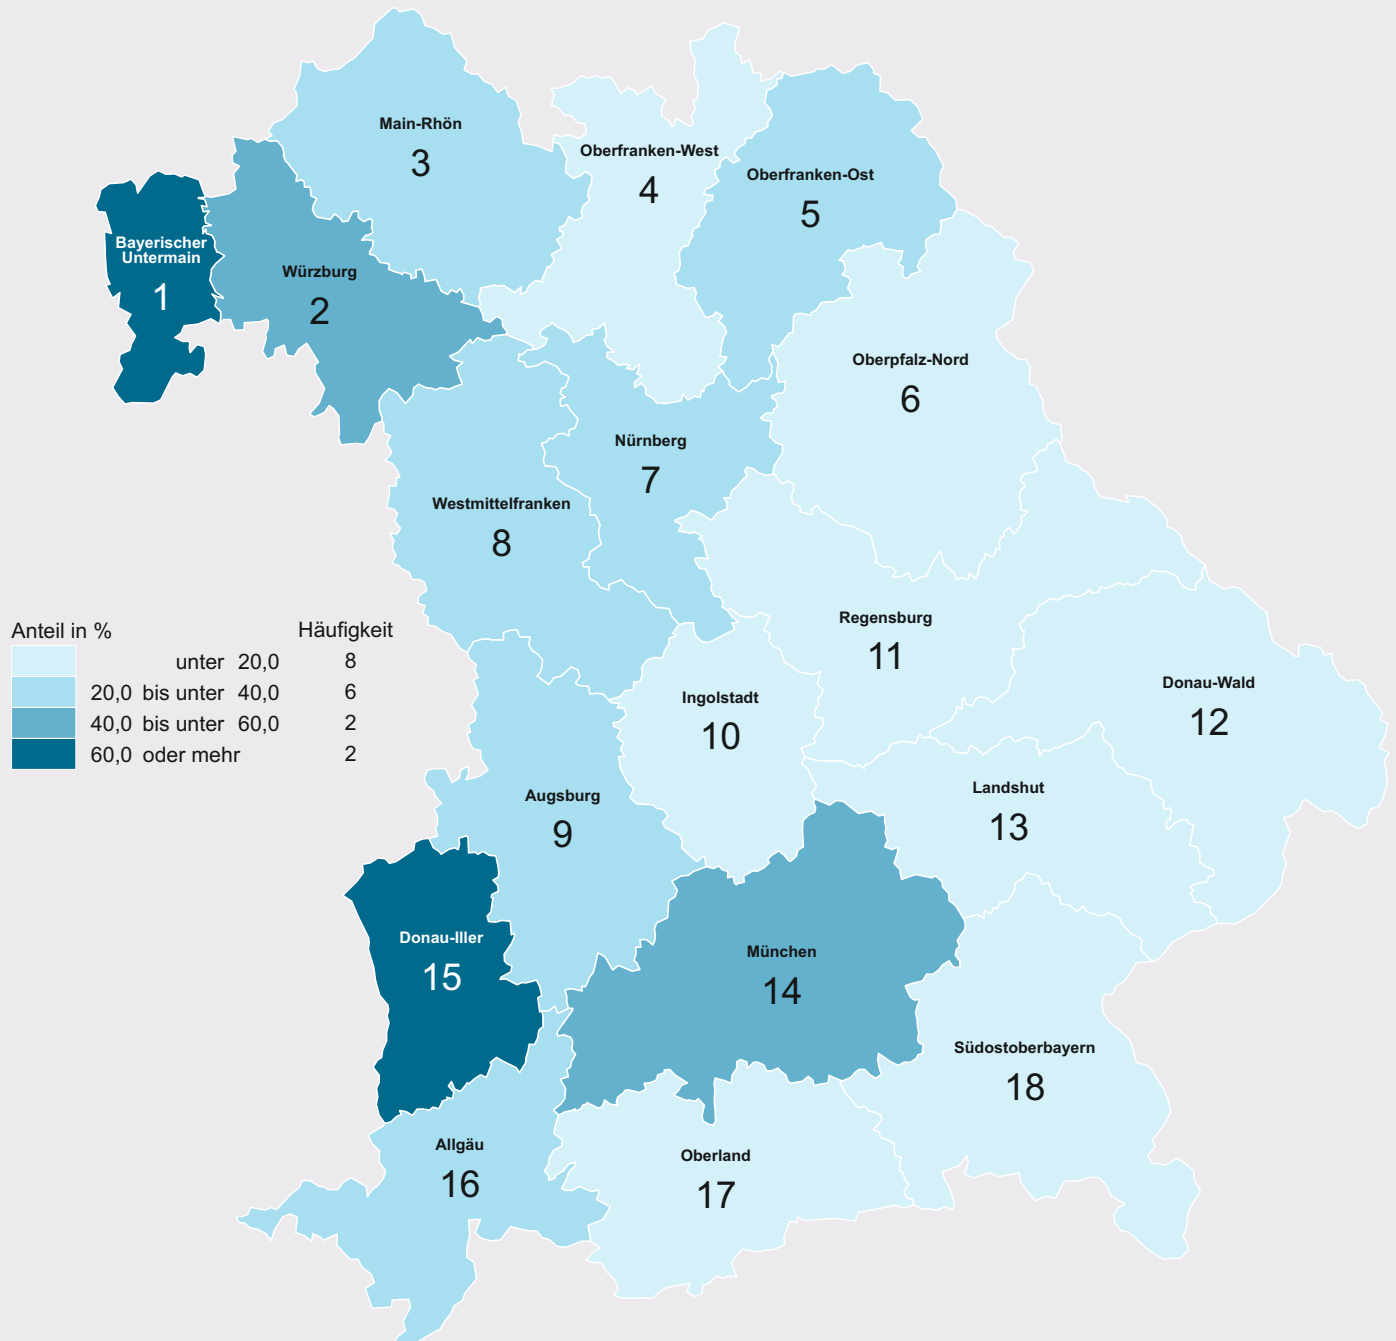 Main-Rhön
3
Oberfranken-West
4
Oberfranken-Ost
5
Bayerischer
Untermain
1
Würzburg
2
Oberpfalz-Nord
6
Nürnberg
7
Westmittelfranken
8
Anteil in % Häufigkeit
unter 20,0 8
20,0 bis unter 40,0 6
40,0 bis unter 60,0 2
60,0 oder mehr 2
Regensburg
11
Ingolstadt
10
Donau-Wald
12
Augsburg
9
Landshut
13
Donau-Iller
15
München
14
Südostoberbayern
18
Allgäu
16
Oberland
17